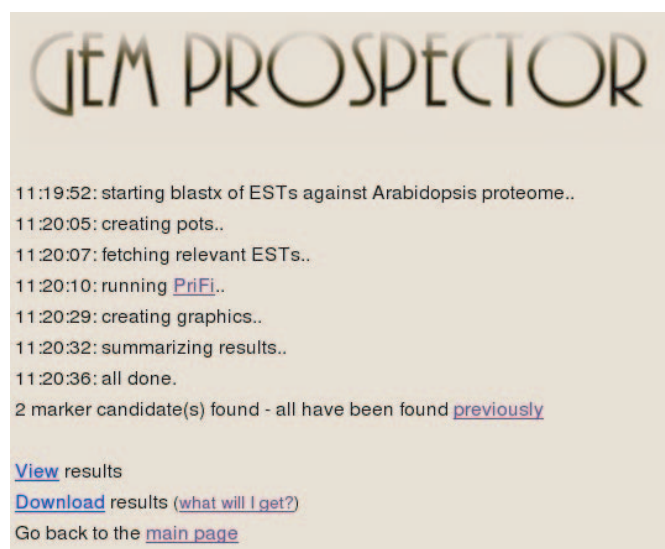 GEM PROSPECTOR
11:19:52: starting blastx of ESTs against Arabidopsis proteome..
11:20:05: creating pots..
11:20:07: fetching relevant ESTs..
11:20:10: running PriFi..
11:20:29: creating graphics..
11:20:32: summarizing results..
11:20:36: all done.
2 marker candidate(s) found - all have been found previously
View results
Download results (what will I get?)
Go back to the main page